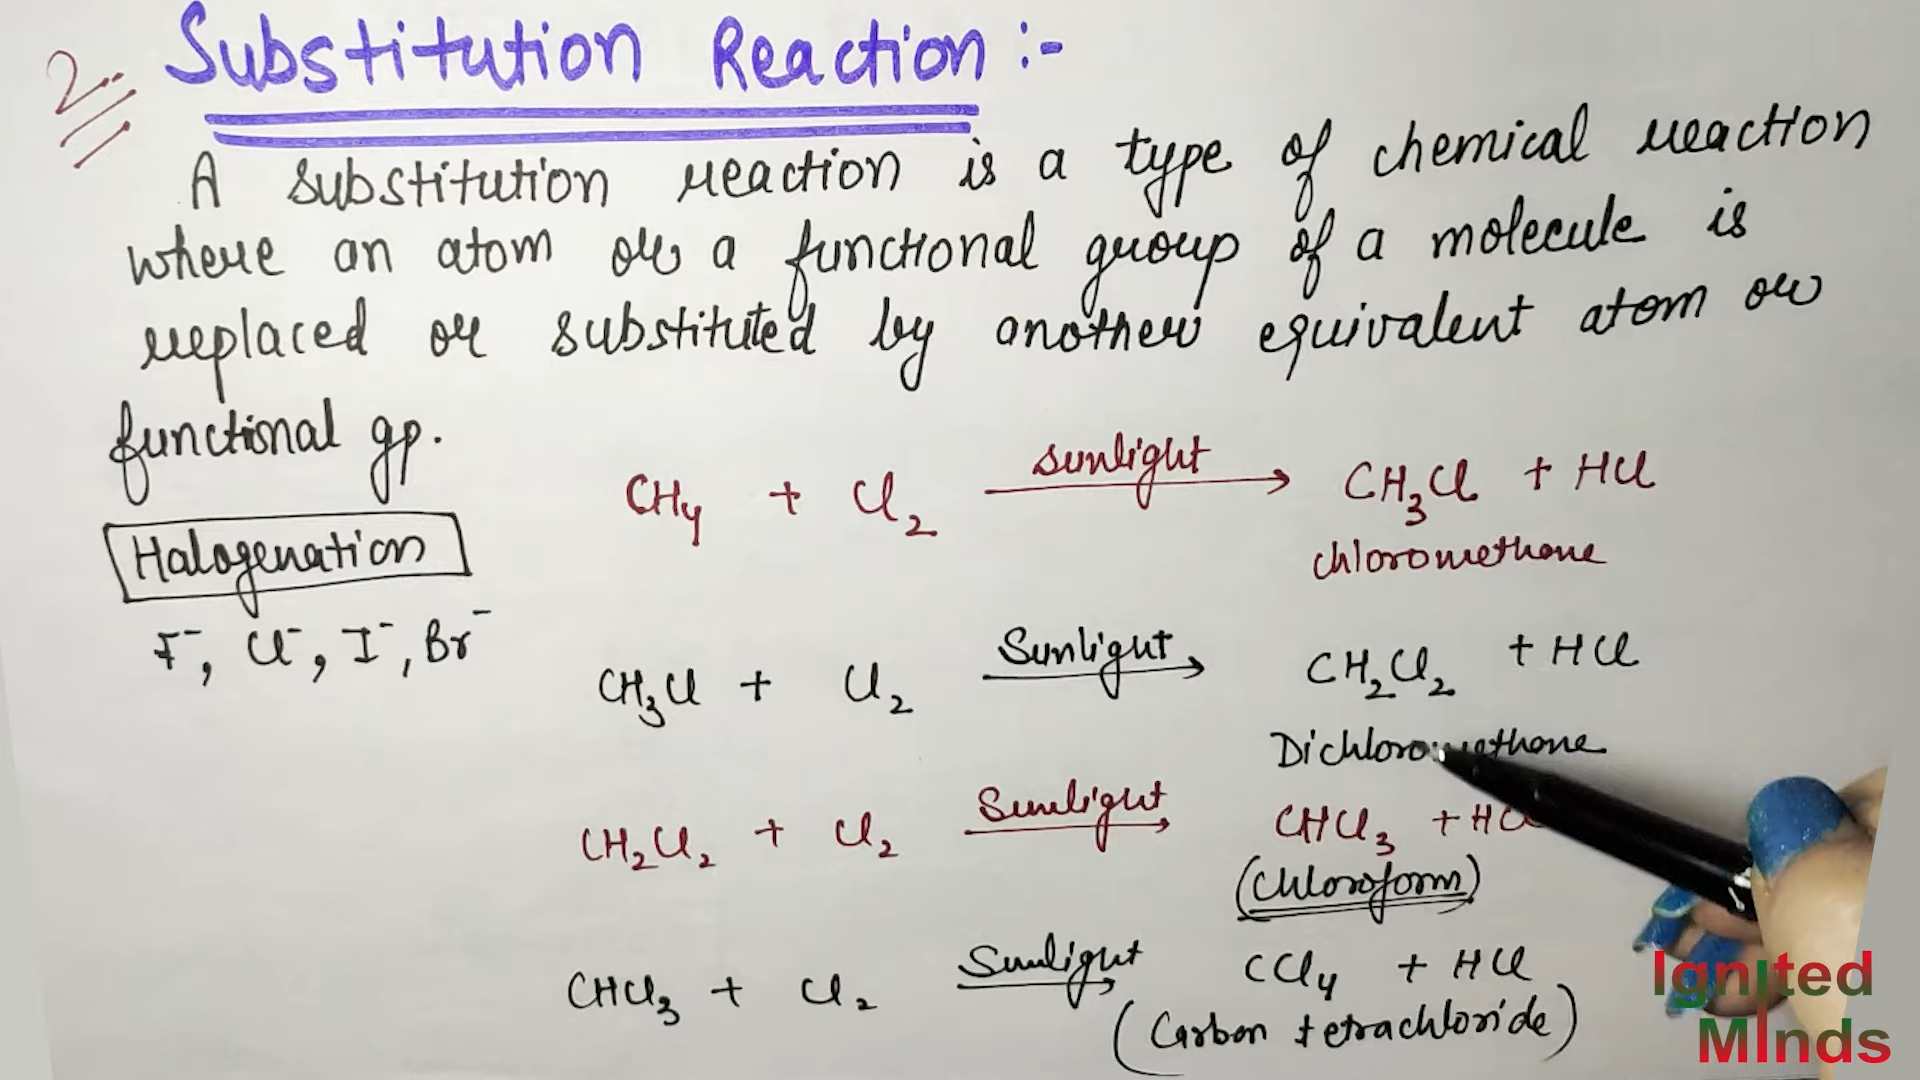 2. Substitution Reaction :-
A substitution reaction is a type of chemical reaction
where an atom or a functional group of a molecule is
replaced or substituted by another equivalent atom or
functional gp.
CH₄ + Cl₂ sunlight → CH₃Cl + HCl
chloromethane
Halogenation
F⁻, Cl⁻, I⁻, Br⁻
CH₃Cl + Cl₂ Sunlight → CH₂Cl₂ + HCl
Dichloromethane
CH₂Cl₂ + Cl₂ Sunlight → CHCl₃ + HCl
(Chloroform)
CHCl₃ + Cl₂ Sunlight → CCl₄ + HCl
(Carbon tetrachloride)
Ignited
MInds